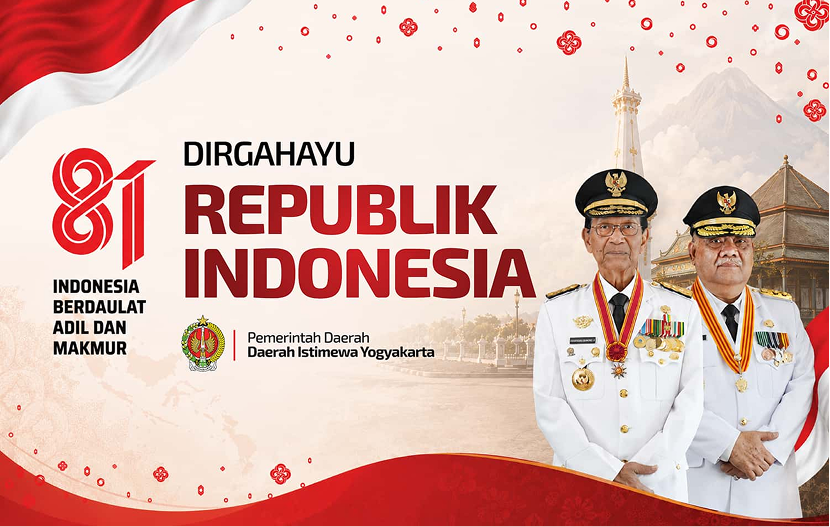 81
INDONESIA
BERDAULAT
ADIL DAN
MAKMUR
DIRGAHAYU
REPUBLIK
INDONESIA
Pemerintah Daerah
Daerah Istimewa Yogyakarta